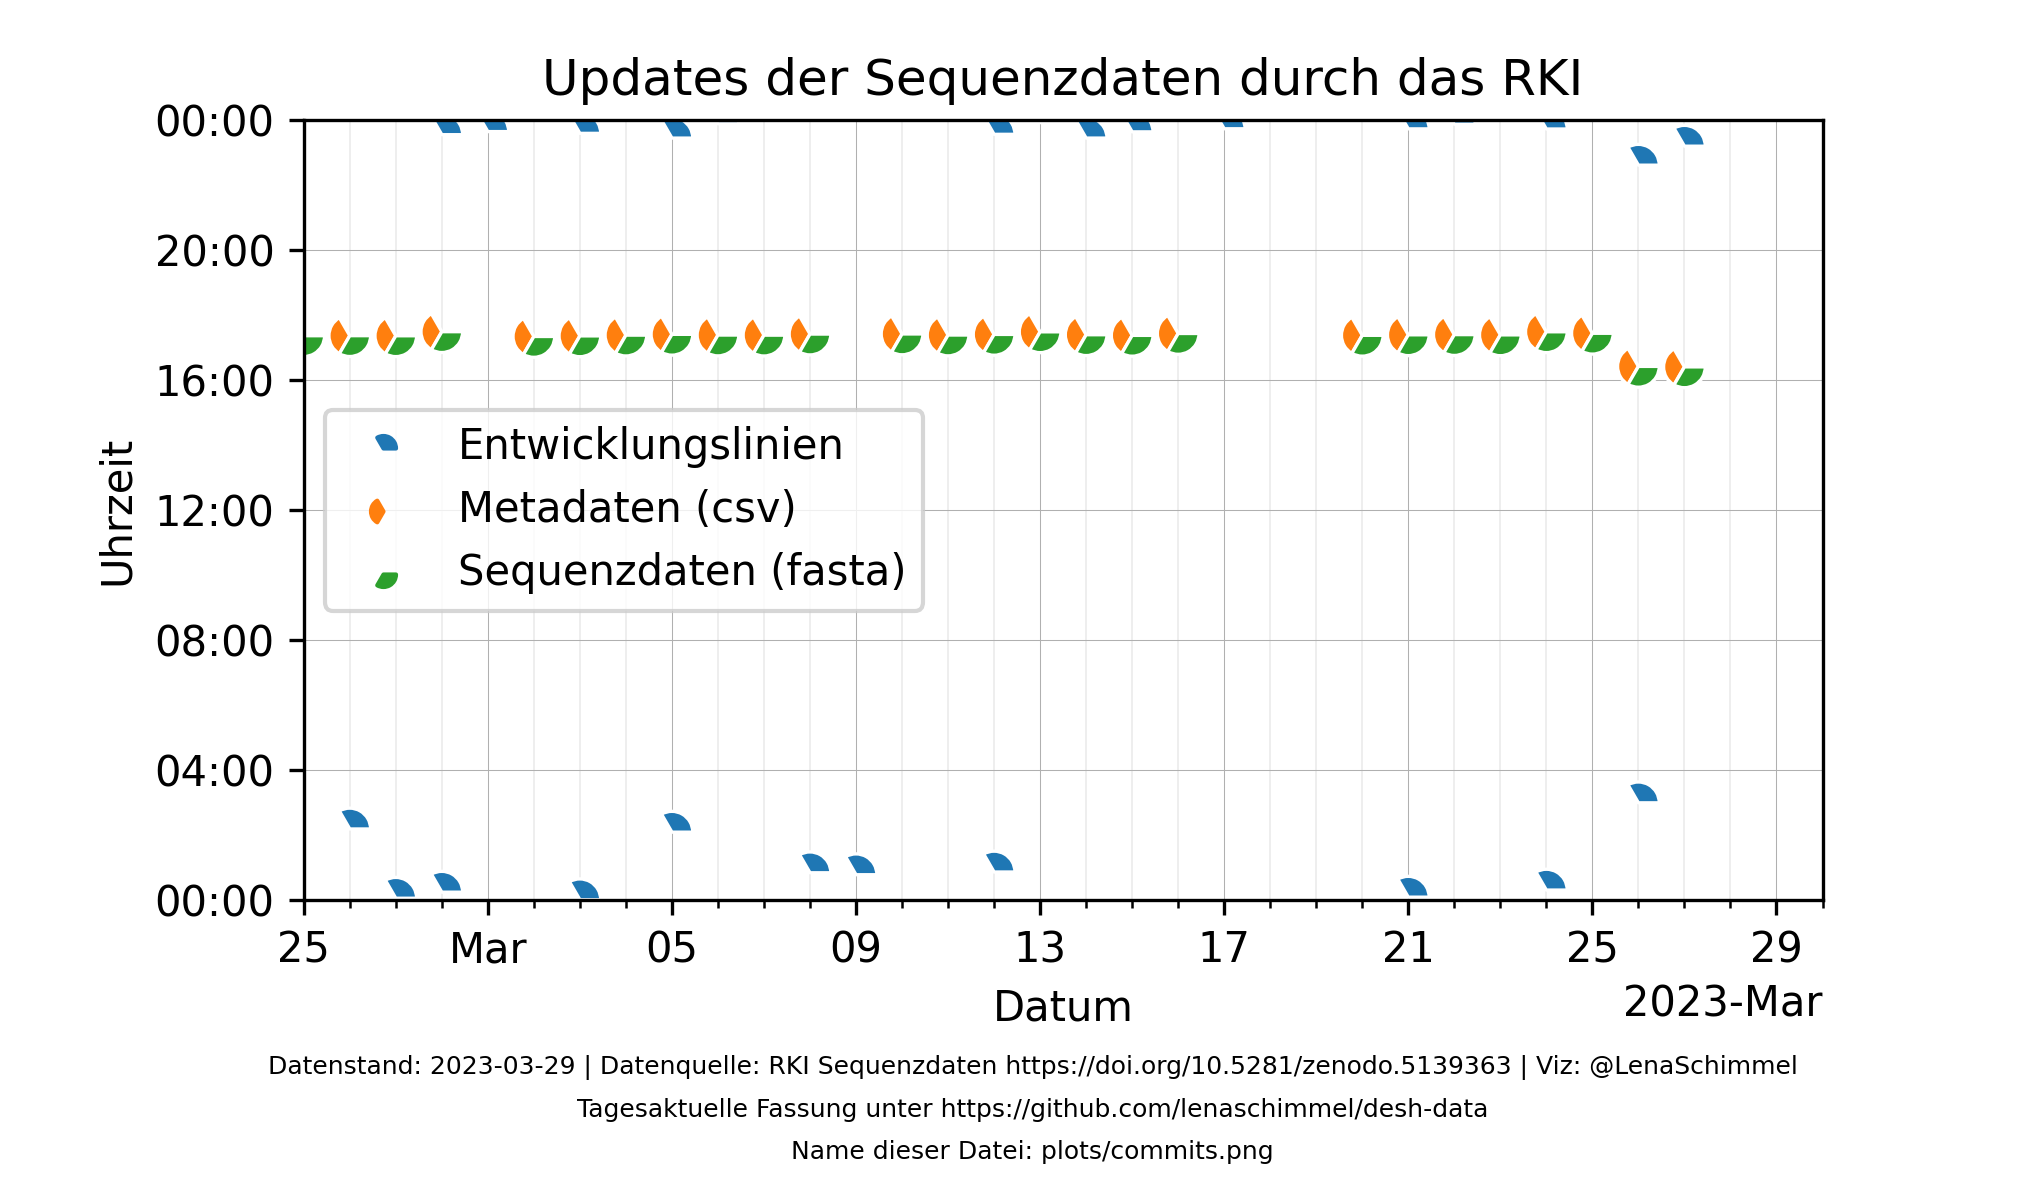 Updates der Sequenzdaten durch das RKI
00:00
20:00
16:00
12:00
08:00
04:00
00:00
Uhrzeit
Entwicklungslinien
Metadaten (csv)
Sequenzdaten (fasta)
25 Mar 05 09 13 17 21 25 29
Datum
2023-Mar
Datenstand: 2023-03-29 | Datenquelle: RKI Sequenzdaten https://doi.org/10.5281/zenodo.5139363 | Viz: @LenaSchimmel
Tagesaktuelle Fassung unter https://github.com/lenaschimmel/desh-data
Name dieser Datei: plots/commits.png